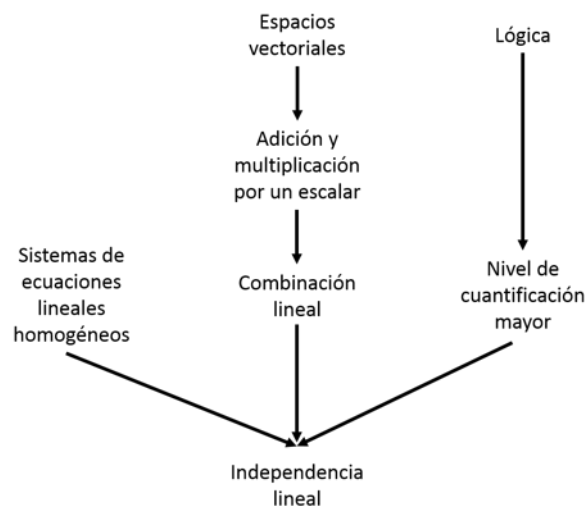 Espacios
vectoriales
Lógica
Adición y
multiplicación
por un escalar
Sistemas de
ecuaciones
lineales
homogéneos
Combinación
lineal
Nivel de
cuantificación
mayor
Independencia
lineal